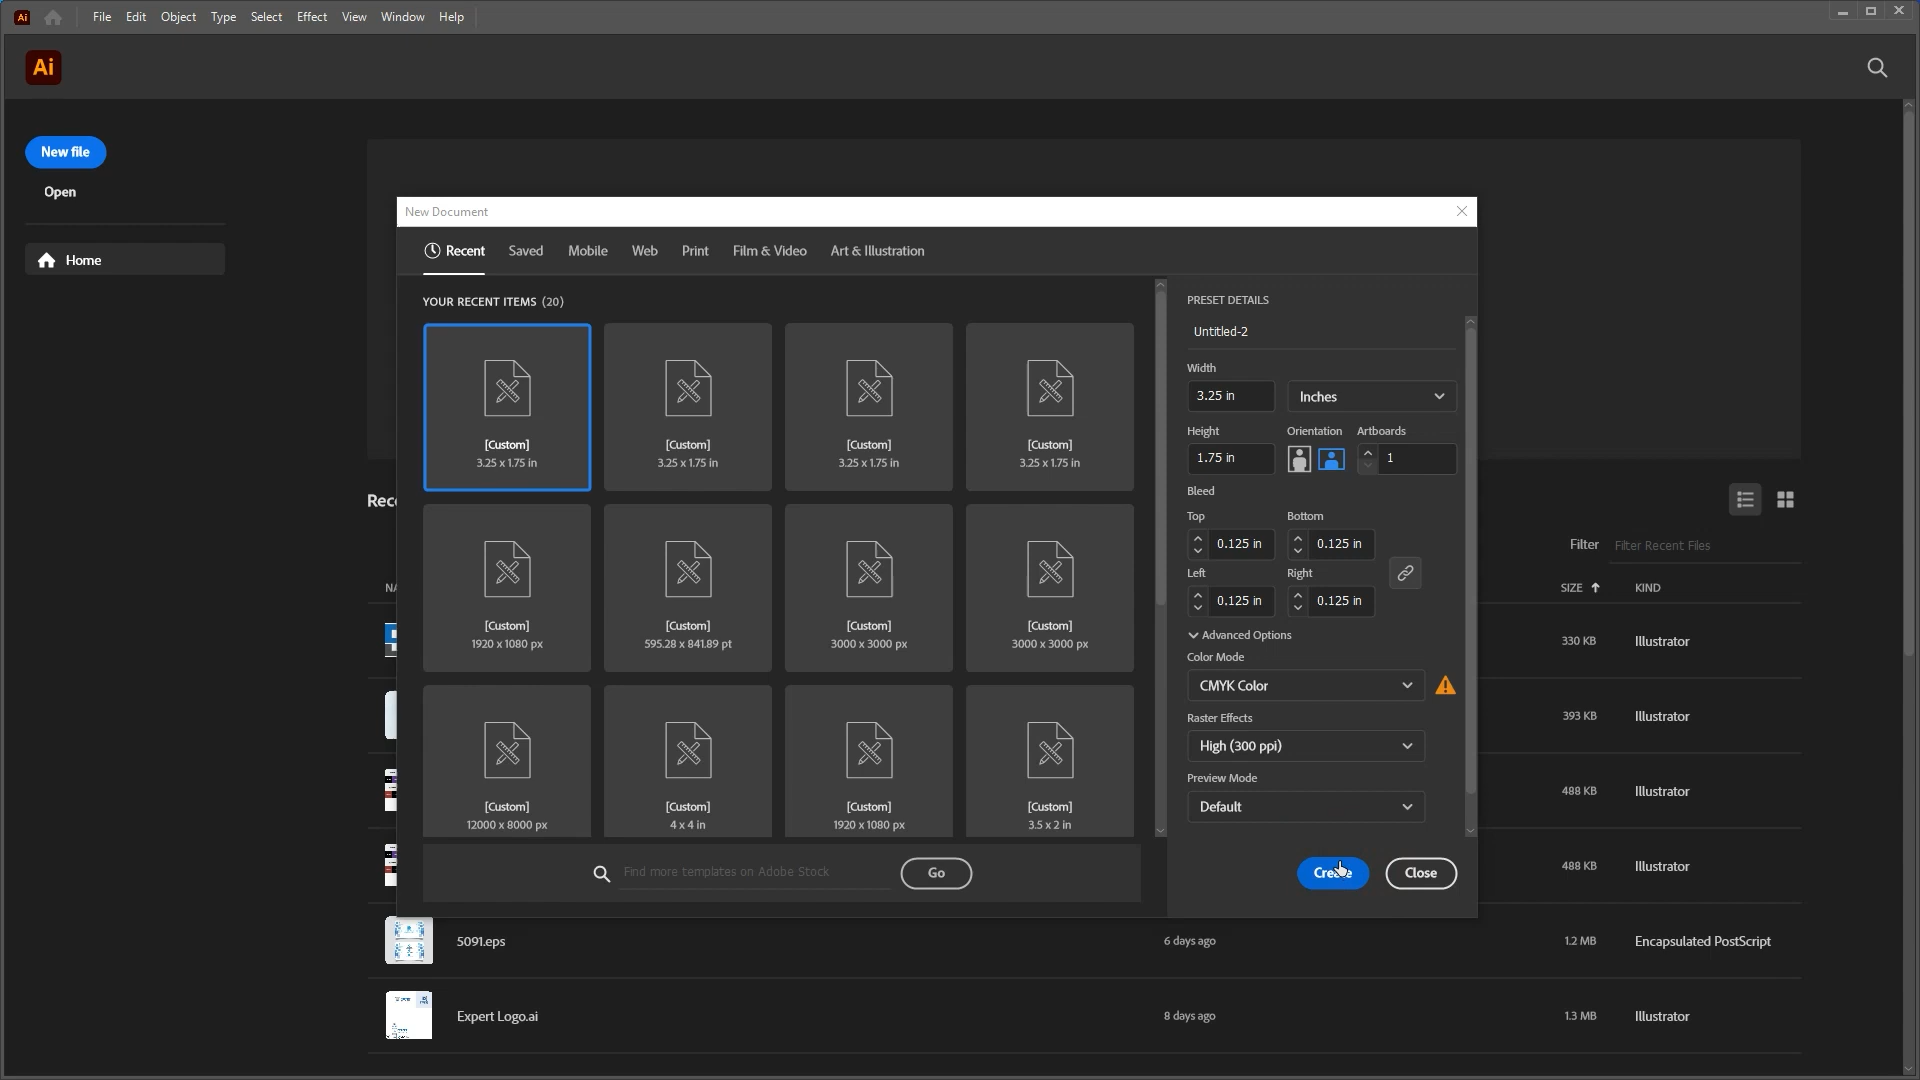 Ai File Edit Object Type Select Effect View Window Help
Ai
New file
Open
Home
New Document
Recent Saved Mobile Web Print Film & Video Art & Illustration
YOUR RECENT ITEMS (20)
[Custom] [Custom] [Custom] [Custom]
3.25 x 1.75 in 3.25 x 1.75 in 3.25 x 1.75 in 3.25 x 1.75 in
[Custom] [Custom] [Custom] [Custom]
1920 x 1080 px 595.28 x 841.89 pt 3000 x 3000 px 3000 x 3000 px
[Custom] [Custom] [Custom] [Custom]
12000 x 8000 px 4 x 4 in 1920 x 1080 px 3.5 x 2 in
Find more templates on Adobe Stock Go
PRESET DETAILS
Untitled-2
Width
3.25 in Inches
Height Orientation Artboards
1.75 in 1
Bleed
Top Bottom
0.125 in 0.125 in
Left Right
0.125 in 0.125 in
Advanced Options
Color Mode
CMYK Color
Raster Effects
High (300 ppi)
Preview Mode
Default
Create Close
Filter Filter Recent Files
SIZE KIND
330 KB Illustrator
393 KB Illustrator
488 KB Illustrator
488 KB Illustrator
5091.eps 6 days ago 1.2 MB Encapsulated PostScript
Expert Logo.ai 8 days ago 1.3 MB Illustrator